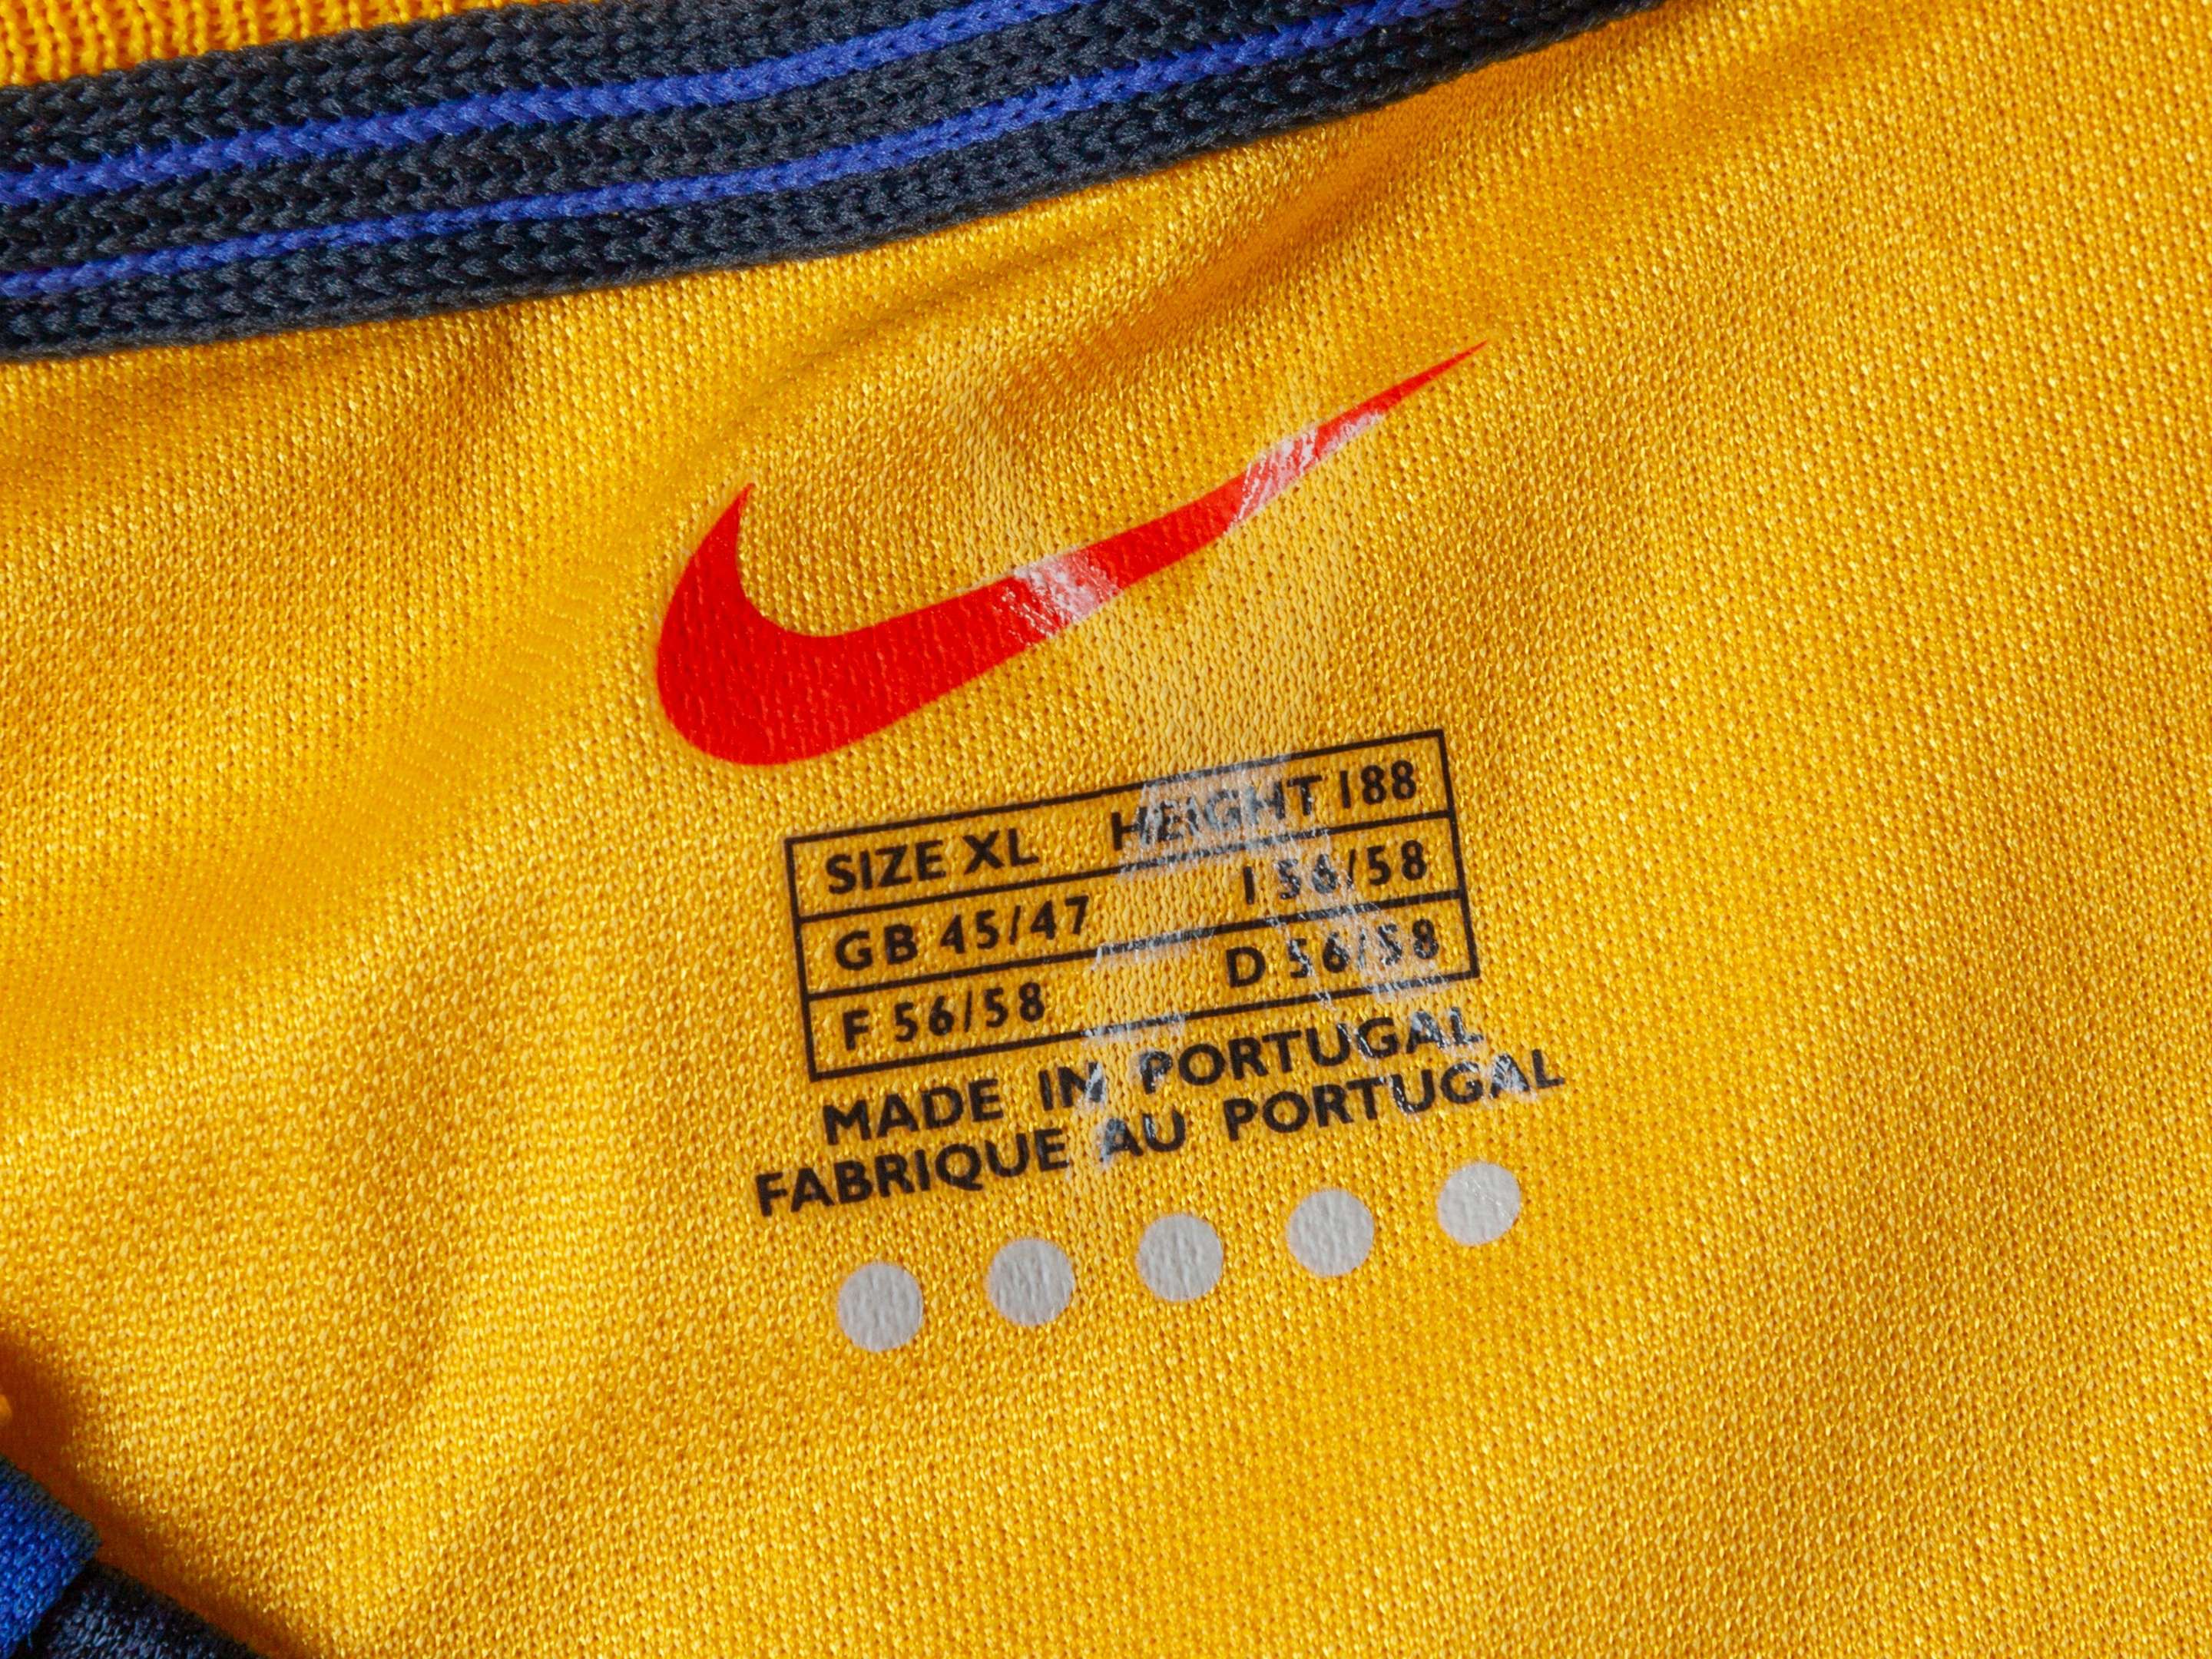 SIZE XL HEIGHT 188
GB 45/47 I 56/58
F 56/58 D 56/58
MADE IN PORTUGAL
FABRIQUE AU PORTUGAL